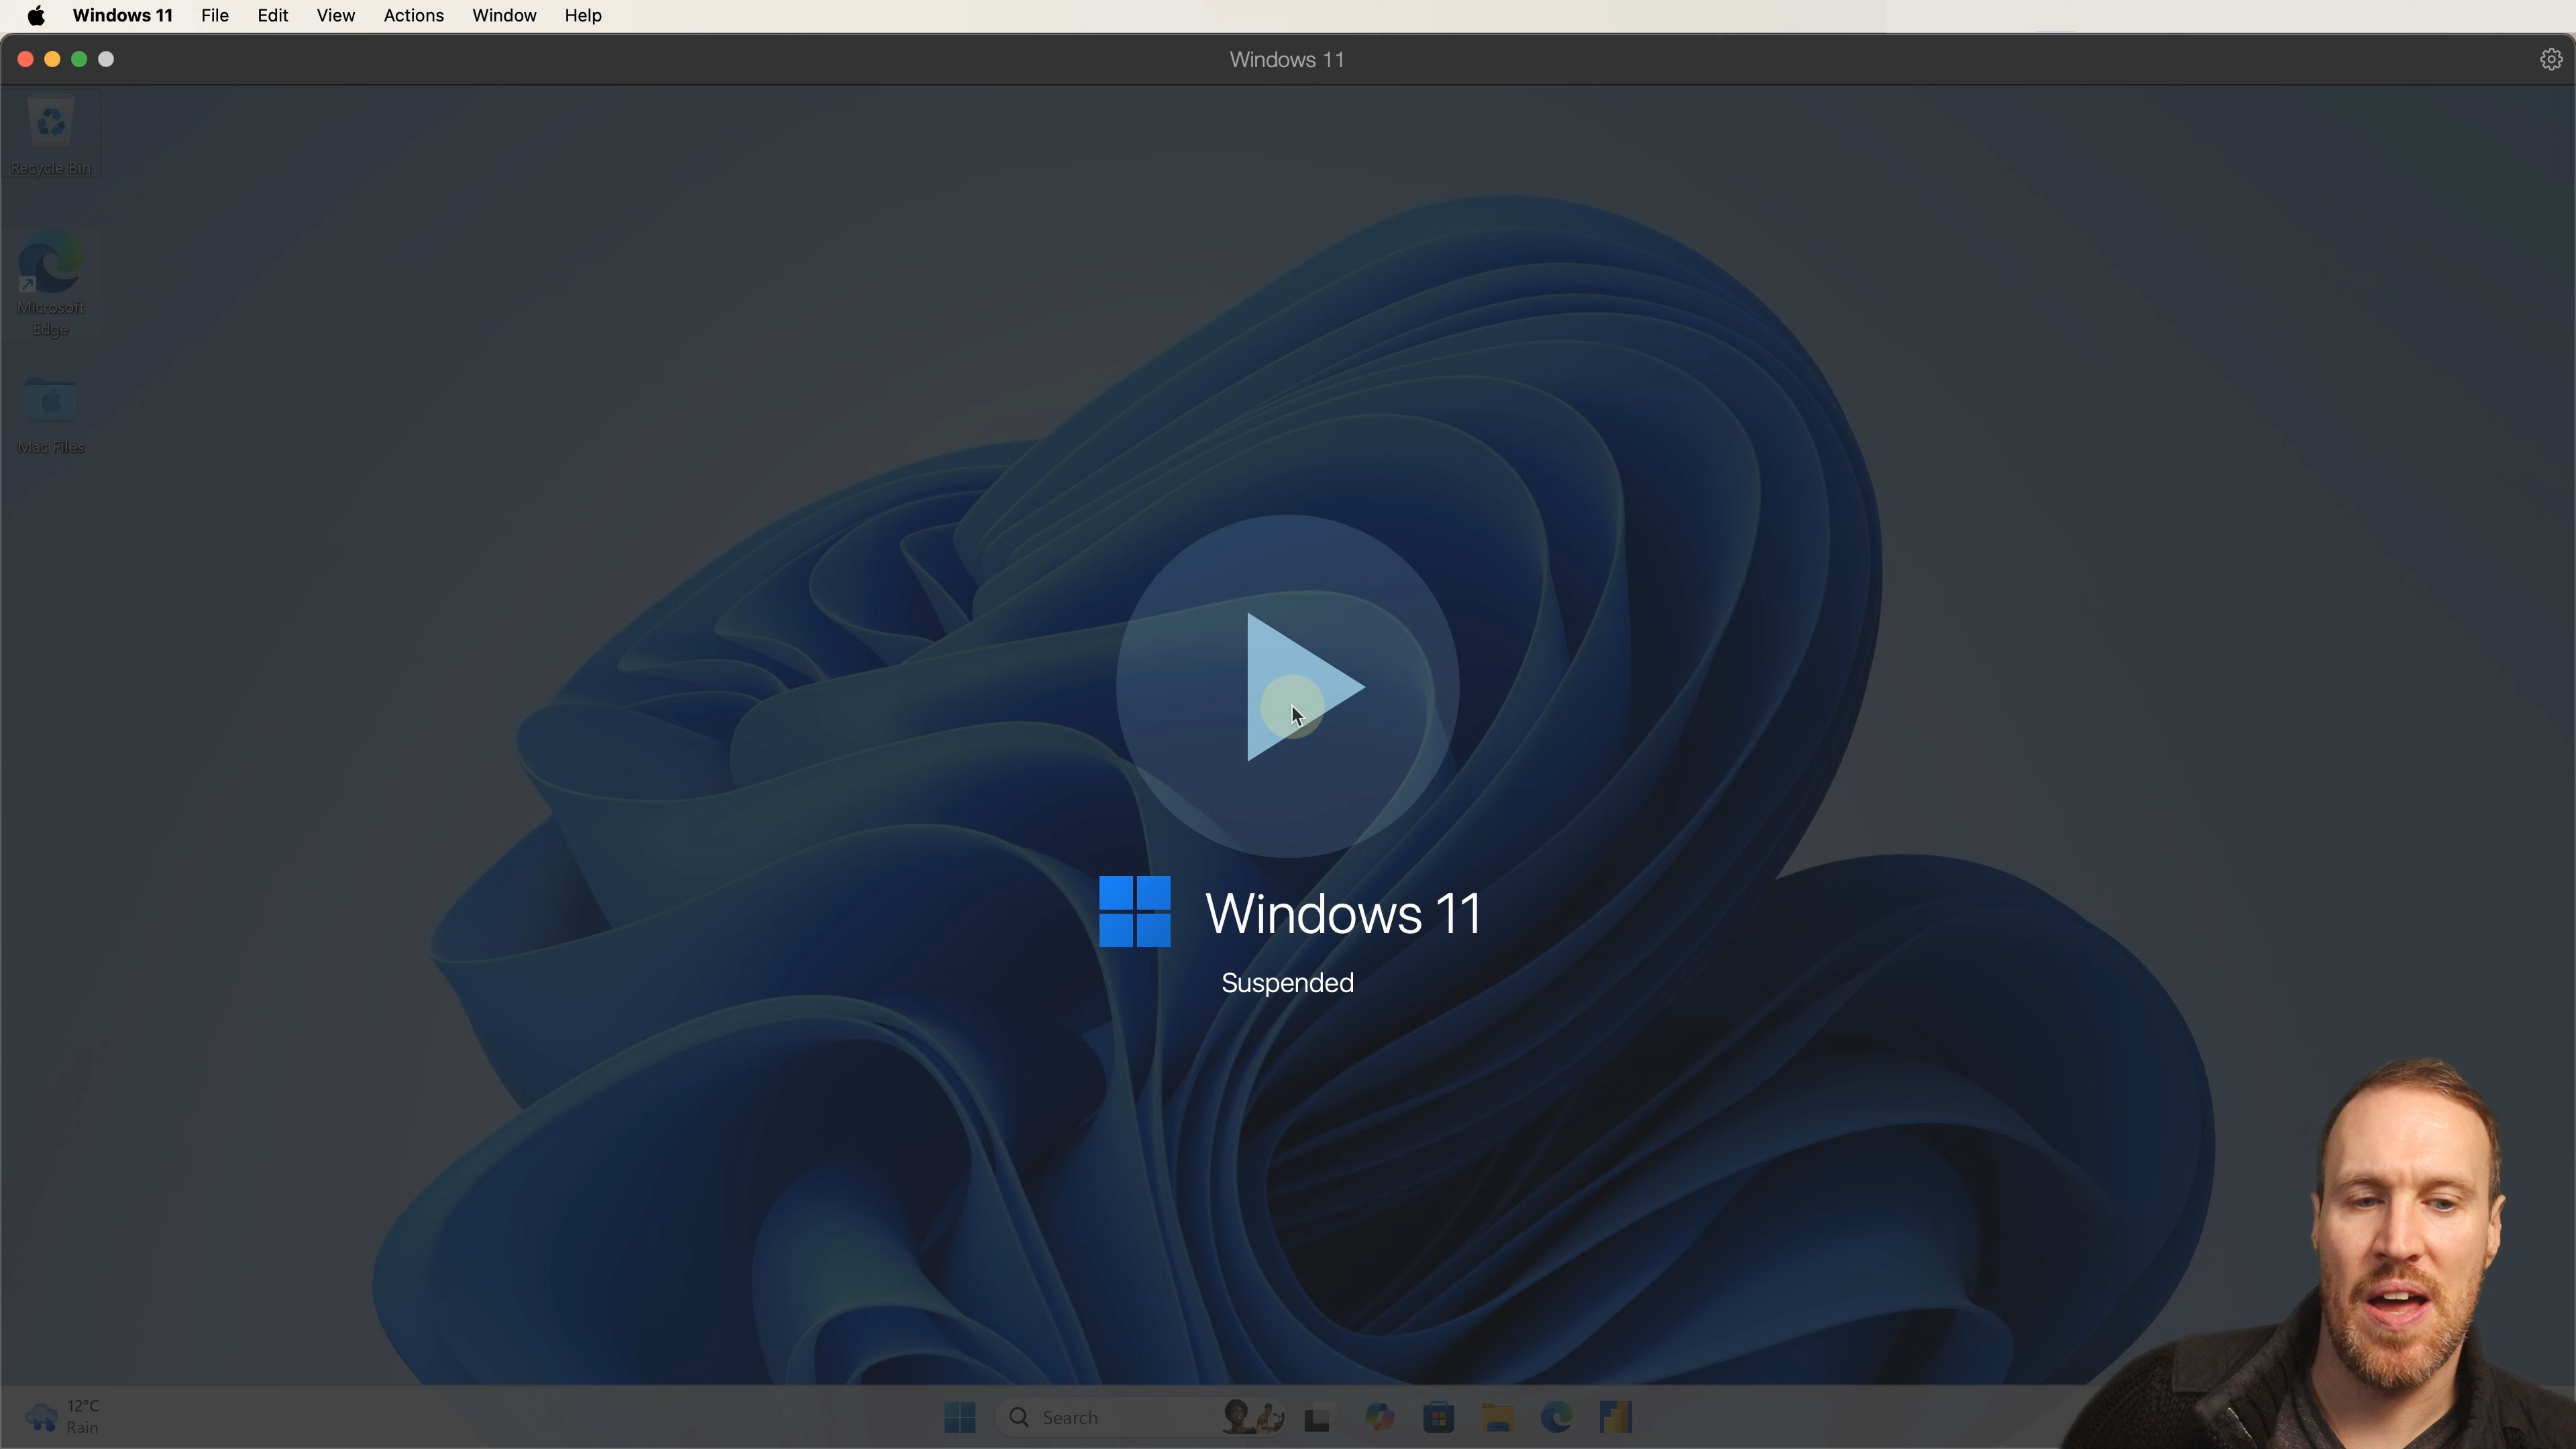 Windows 11 File Edit View Actions Window Help
Windows 11
Recycle Bin
Microsoft
Edge
Mac Files
Windows 11
Suspended
12°C
Rain
Search